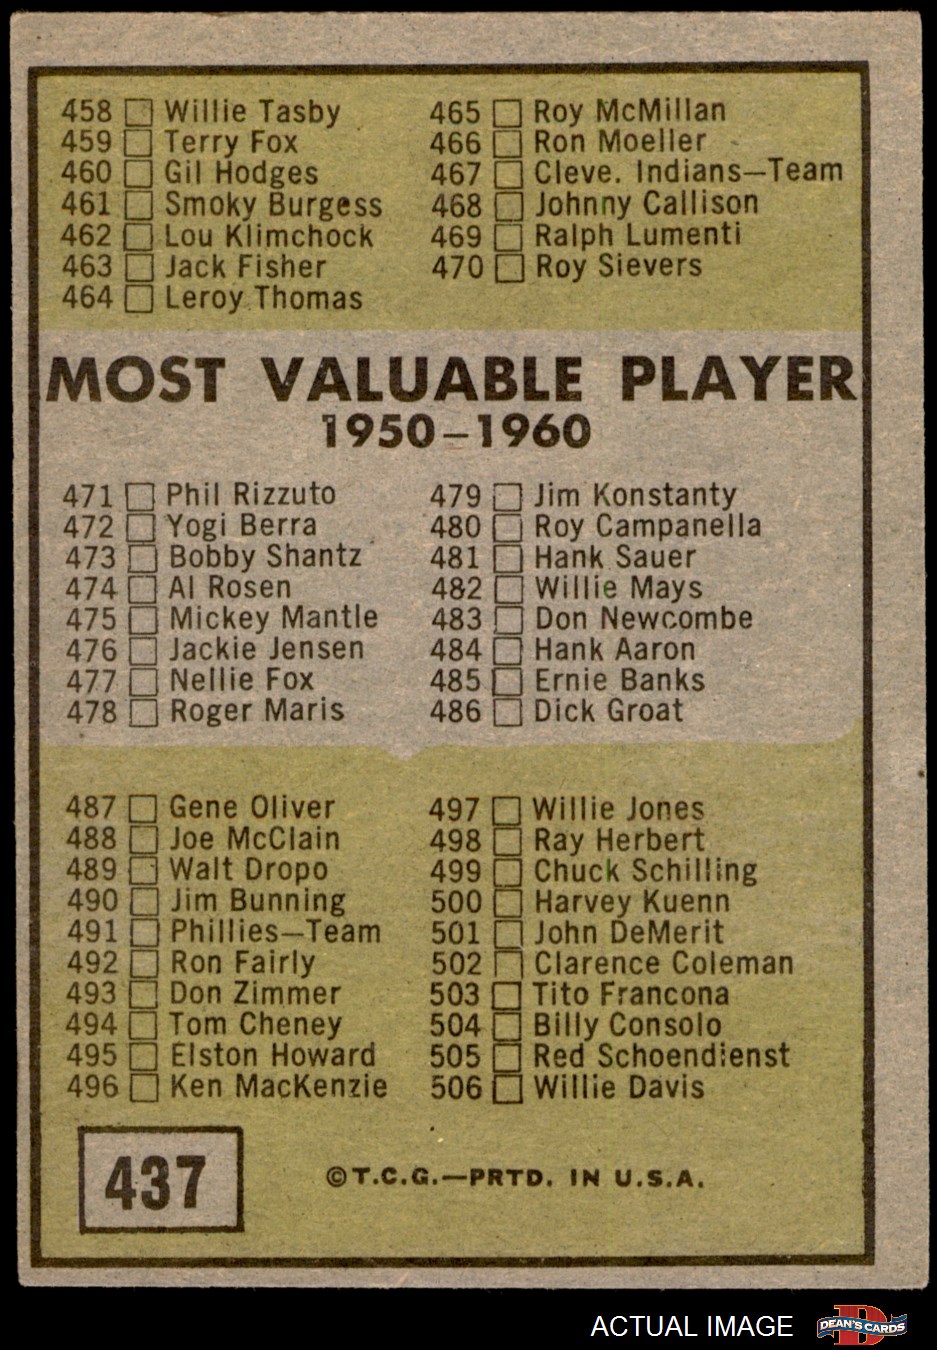 458 Willie Tasby
459 Terry Fox
460 Gil Hodges
461 Smoky Burgess
462 Lou Klimchock
463 Jack Fisher
464 Leroy Thomas
465 Roy McMillan
466 Ron Moeller
467 Cleve. Indians—Team
468 Johnny Callison
469 Ralph Lumenti
470 Roy Sievers
MOST VALUABLE PLAYER
1950–1960
471 Phil Rizzuto
472 Yogi Berra
473 Bobby Shantz
474 Al Rosen
475 Mickey Mantle
476 Jackie Jensen
477 Nellie Fox
478 Roger Maris
479 Jim Konstanty
480 Roy Campanella
481 Hank Sauer
482 Willie Mays
483 Don Newcombe
484 Hank Aaron
485 Ernie Banks
486 Dick Groat
487 Gene Oliver
488 Joe McClain
489 Walt Dropo
490 Jim Bunning
491 Phillies—Team
492 Ron Fairly
493 Don Zimmer
494 Tom Cheney
495 Elston Howard
496 Ken MacKenzie
497 Willie Jones
498 Ray Herbert
499 Chuck Schilling
500 Harvey Kuenn
501 John DeMerit
502 Clarence Coleman
503 Tito Francona
504 Billy Consolo
505 Red Schoendienst
506 Willie Davis
437
©T.C.G.—PRTD. IN U.S.A.
ACTUAL IMAGE
D
DEAN'S CARDS